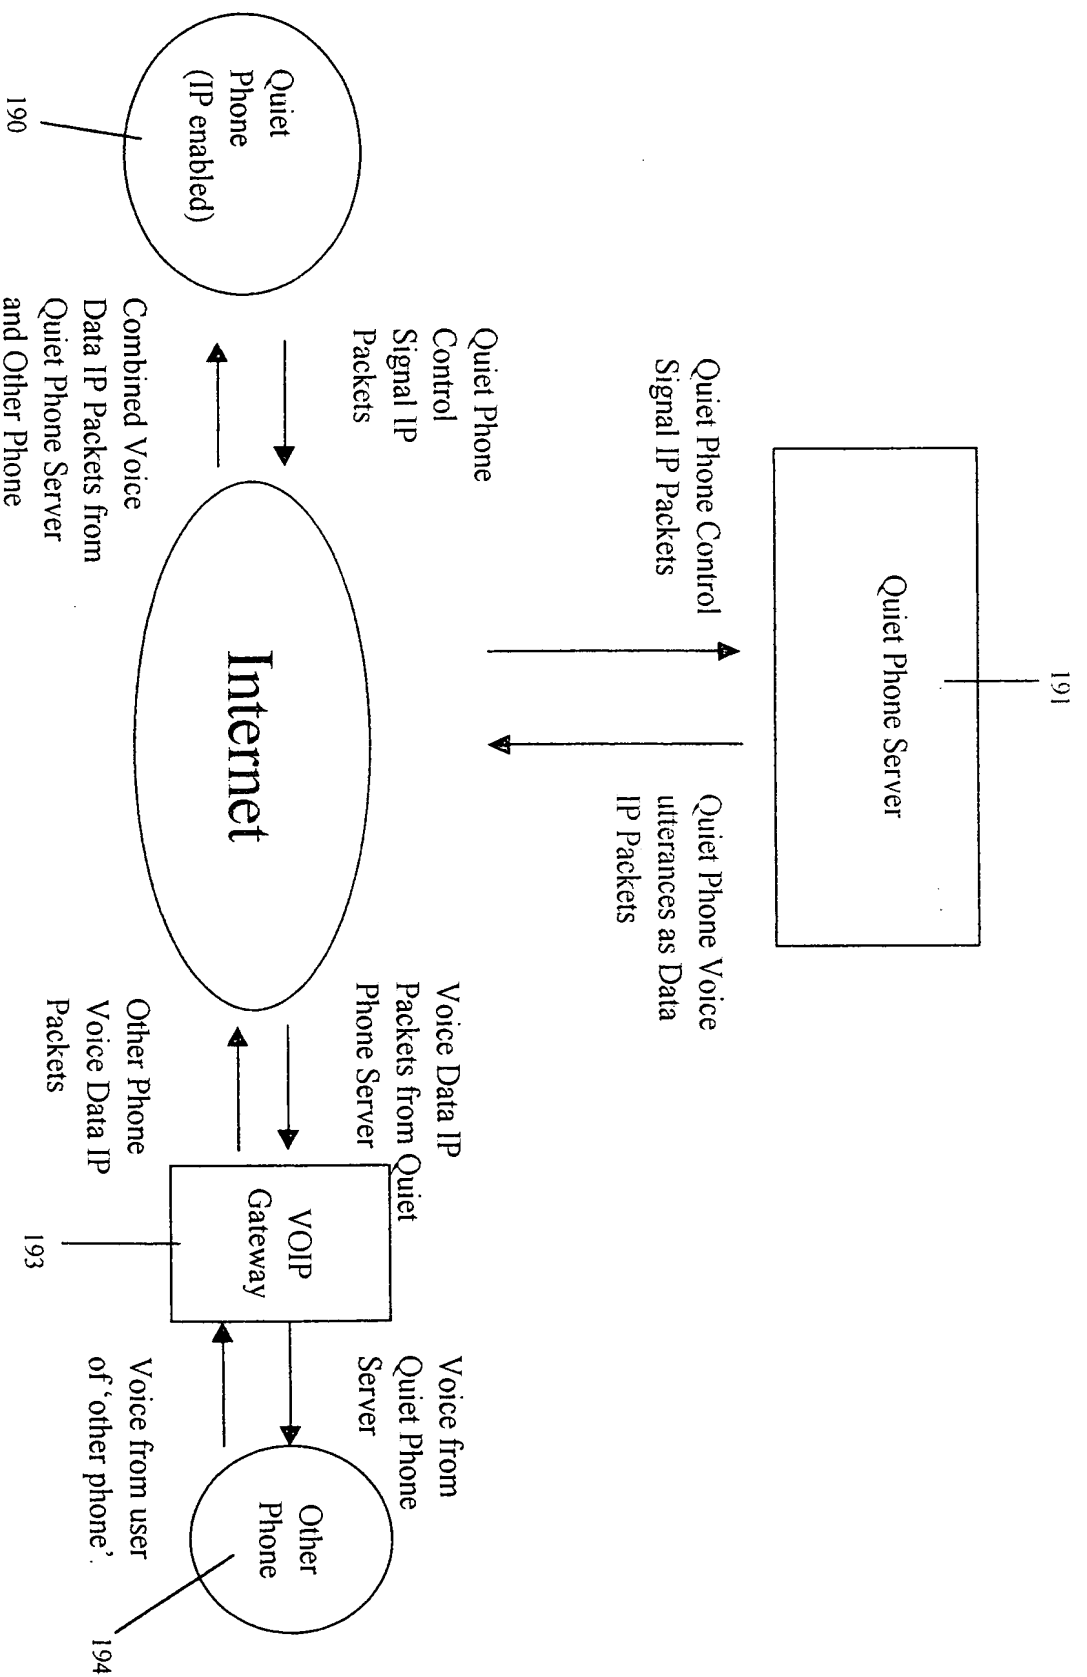 191
Quiet Phone Server
Quiet Phone Control
Signal IP Packets
Quiet Phone Voice
utterances as Data
IP Packets
Quiet Phone
Control
Signal IP
Packets
Voice Data IP
Packets from Quiet
Phone Server
Voice from
Quiet Phone
Server
Quiet
Phone
(IP enabled)
Internet
VOIP
Gateway
Other
Phone
190
Combined Voice
Data IP Packets from
Quiet Phone Server
and Other Phone
Other Phone
Voice Data IP
Packets
193
Voice from user
of ‘other phone’.
194